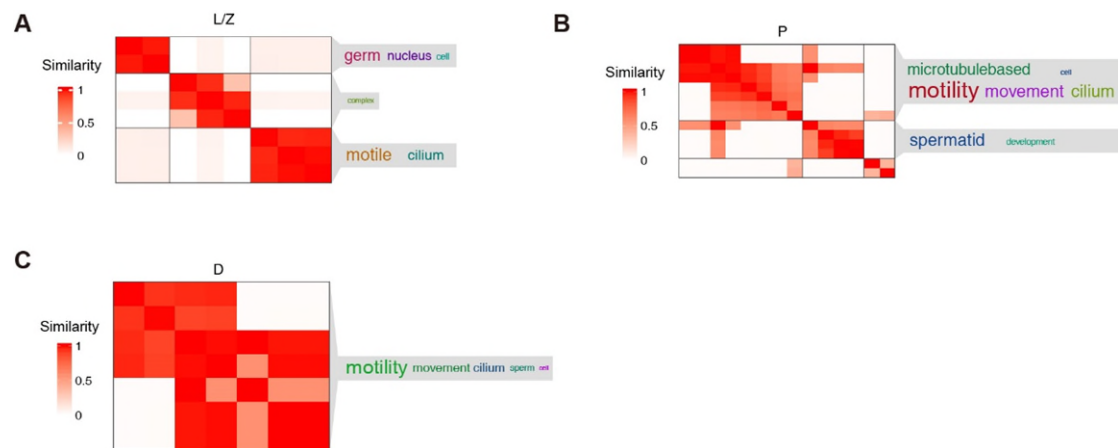 A
L/Z
Similarity
1
0.5
0
germ nucleus cell
complex
motile cilium
B
P
Similarity
1
0.5
0
microtubulebased cell
motility movement cilium
spermatid development
C
D
Similarity
1
0.5
0
motility movement cilium sperm cell